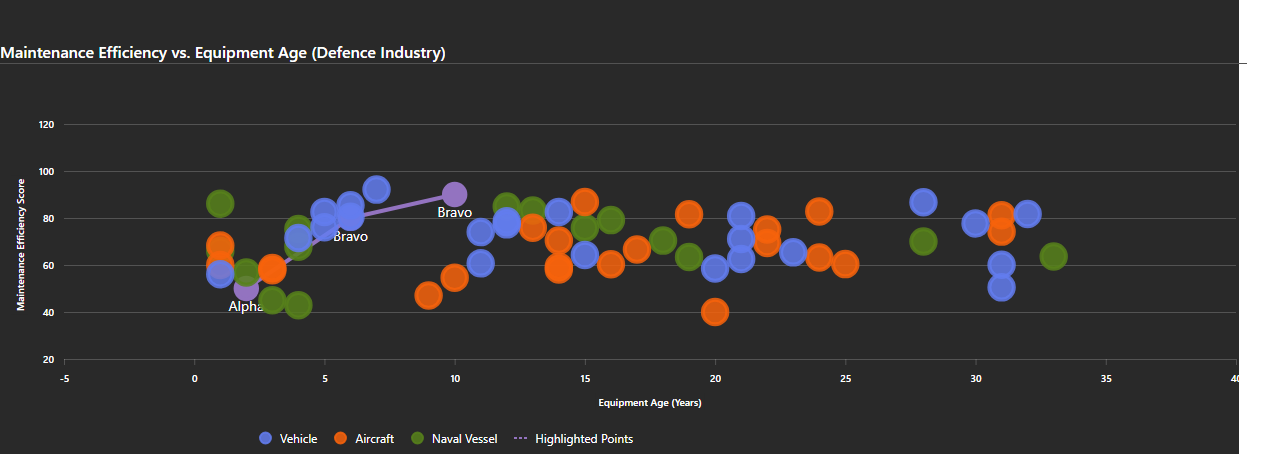 Maintenance Efficiency vs. Equipment Age (Defence Industry)
Maintenance Efficiency Score
120
100
80
60
40
20
Bravo
Bravo
Alpha
-5
0
5
10
15
20
25
30
35
40
Equipment Age (Years)
Vehicle
Aircraft
Naval Vessel
Highlighted Points